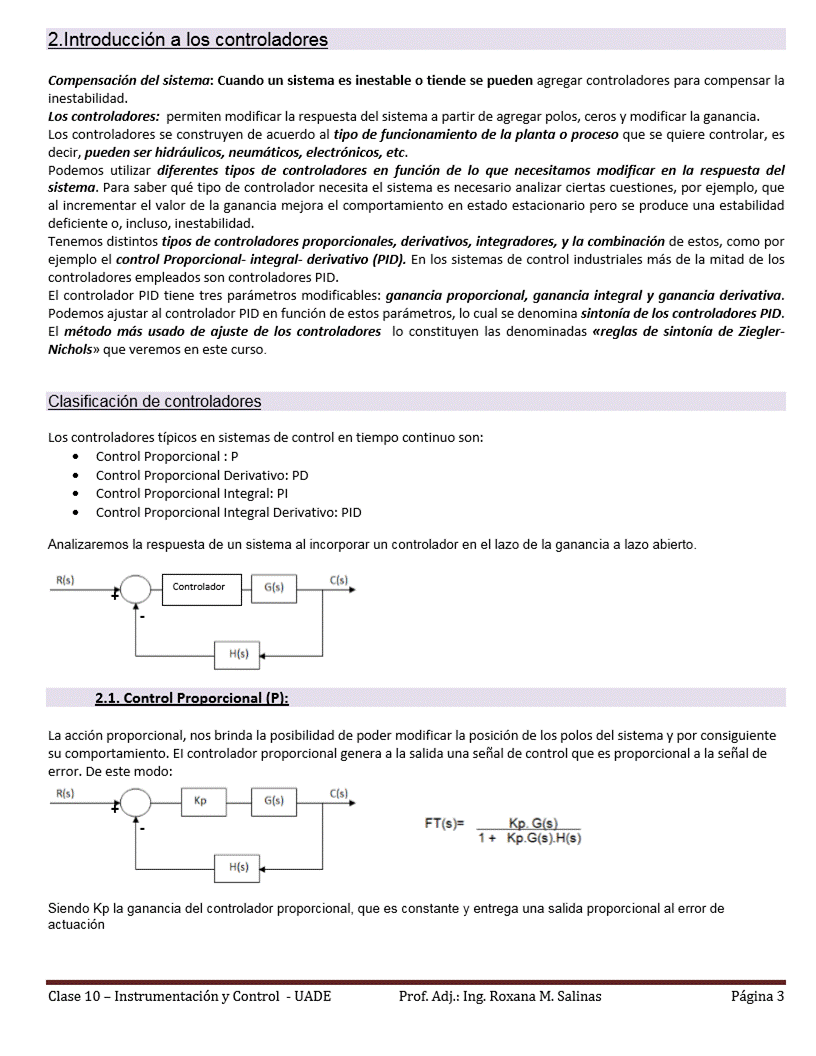 2.Introducción a los controladores
Compensación del sistema: Cuando un sistema es inestable o tiende se pueden agregar controladores para compensar la
inestabilidad.
Los controladores: permiten modificar la respuesta del sistema a partir de agregar polos, ceros y modificar la ganancia.
Los controladores se construyen de acuerdo al tipo de funcionamiento de la planta o proceso que se quiere controlar, es
decir, pueden ser hidráulicos, neumáticos, electrónicos, etc.
Podemos utilizar diferentes tipos de controladores en función de lo que necesitamos modificar en la respuesta del
sistema. Para saber qué tipo de controlador necesita el sistema es necesario analizar ciertas cuestiones, por ejemplo, que
al incrementar el valor de la ganancia mejora el comportamiento en estado estacionario pero se produce una estabilidad
deficiente o, incluso, inestabilidad.
Tenemos distintos tipos de controladores proporcionales, derivativos, integradores, y la combinación de estos, como por
ejemplo el control Proporcional- integral- derivativo (PID). En los sistemas de control industriales más de la mitad de los
controladores empleados son controladores PID.
El controlador PID tiene tres parámetros modificables: ganancia proporcional, ganancia integral y ganancia derivativa.
Podemos ajustar al controlador PID en función de estos parámetros, lo cual se denomina sintonía de los controladores PID.
El método más usado de ajuste de los controladores lo constituyen las denominadas «reglas de sintonía de Ziegler-
Nichols» que veremos en este curso.
Clasificación de controladores
Los controladores típicos en sistemas de control en tiempo continuo son:
• Control Proporcional : P
• Control Proporcional Derivativo: PD
• Control Proporcional Integral: PI
• Control Proporcional Integral Derivativo: PID
Analizaremos la respuesta de un sistema al incorporar un controlador en el lazo de la ganancia a lazo abierto.
R(s) + Controlador G(s) C(s)
-
H(s)
2.1. Control Proporcional (P):
La acción proporcional, nos brinda la posibilidad de poder modificar la posición de los polos del sistema y por consiguiente
su comportamiento. El controlador proporcional genera a la salida una señal de control que es proporcional a la señal de
error. De este modo:
R(s) + Kp G(s) C(s)
-
H(s)
FT(s)= Kp. G(s)
1 + Kp.G(s).H(s)
Siendo Kp la ganancia del controlador proporcional, que es constante y entrega una salida proporcional al error de
actuación
Clase 10 – Instrumentación y Control - UADE Prof. Adj.: Ing. Roxana M. Salinas Página 3